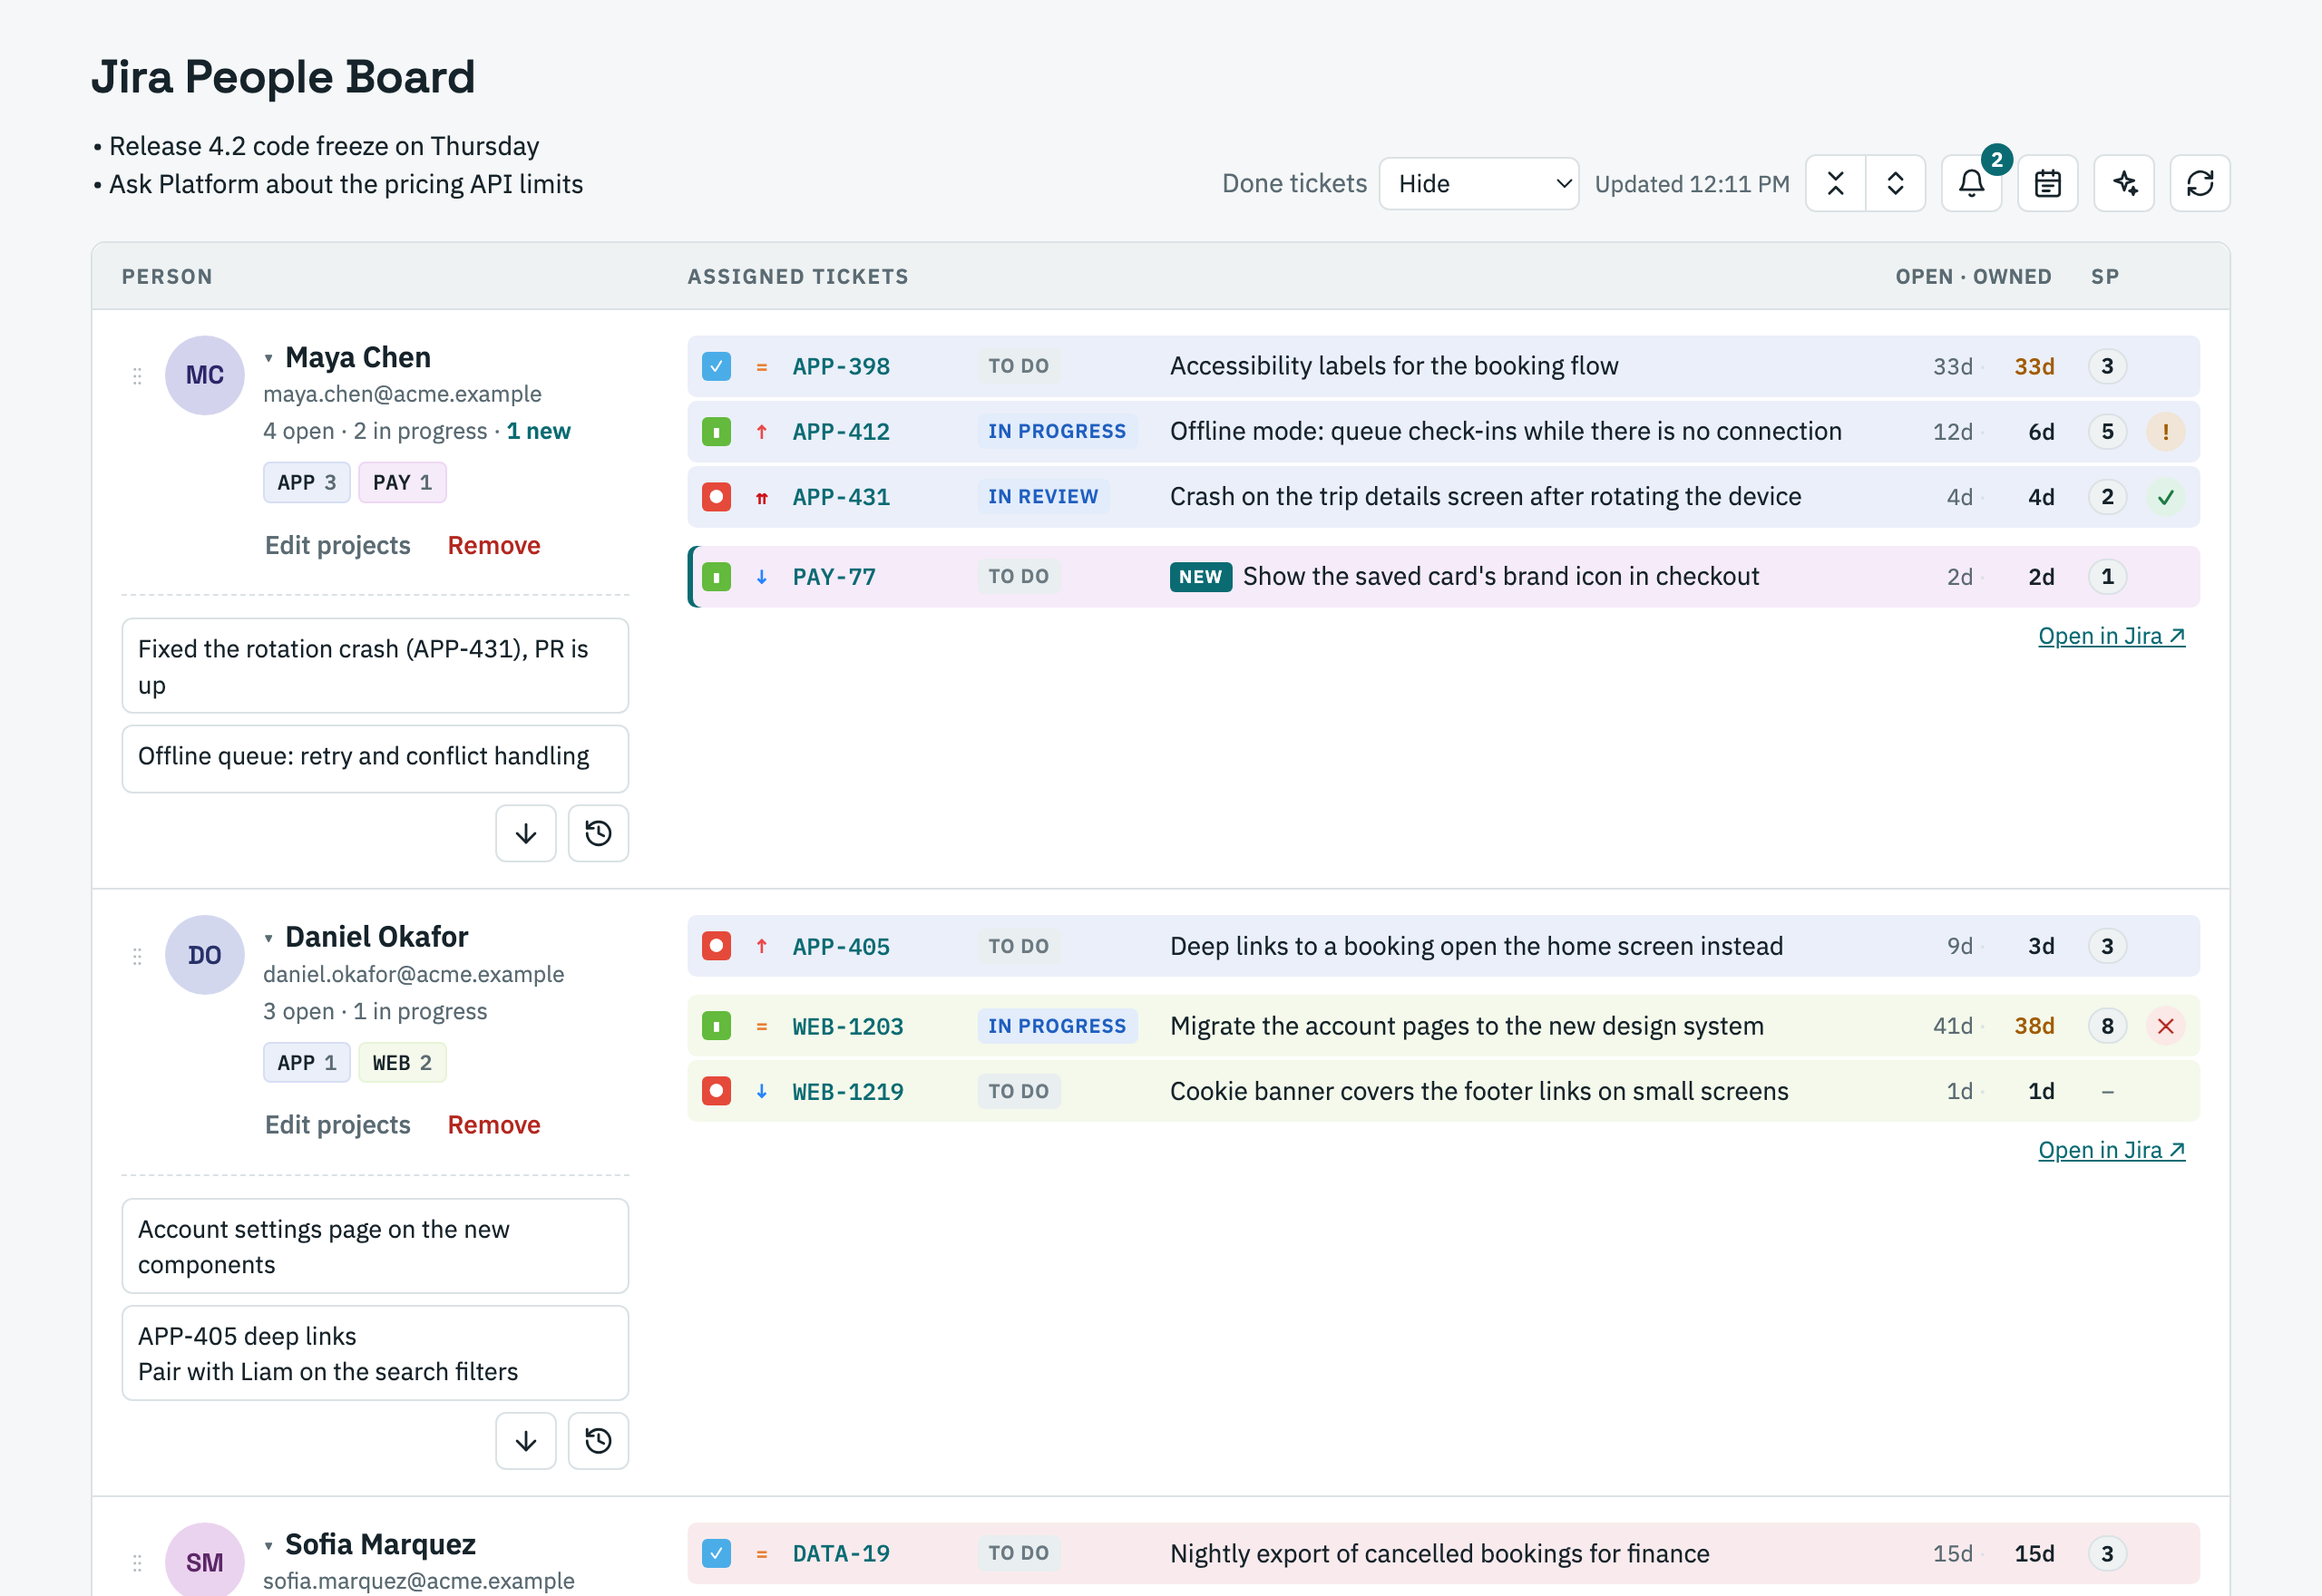 Jira People Board
• Release 4.2 code freeze on Thursday
• Ask Platform about the pricing API limits
Done tickets Hide Updated 12:11 PM 2
PERSON ASSIGNED TICKETS OPEN · OWNED SP
MC Maya Chen
maya.chen@acme.example
4 open · 2 in progress · 1 new
APP 3 PAY 1
Edit projects Remove
Fixed the rotation crash (APP-431), PR is
up
Offline queue: retry and conflict handling
APP-398 TO DO Accessibility labels for the booking flow 33d · 33d 3
APP-412 IN PROGRESS Offline mode: queue check-ins while there is no connection 12d · 6d 5 !
APP-431 IN REVIEW Crash on the trip details screen after rotating the device 4d · 4d 2
PAY-77 TO DO NEW Show the saved card's brand icon in checkout 2d · 2d 1
Open in Jira ↗
DO Daniel Okafor
daniel.okafor@acme.example
3 open · 1 in progress
APP 1 WEB 2
Edit projects Remove
Account settings page on the new
components
APP-405 deep links
Pair with Liam on the search filters
APP-405 TO DO Deep links to a booking open the home screen instead 9d · 3d 3
WEB-1203 IN PROGRESS Migrate the account pages to the new design system 41d · 38d 8
WEB-1219 TO DO Cookie banner covers the footer links on small screens 1d · 1d –
Open in Jira ↗
SM Sofia Marquez
sofia.marquez@acme.example
DATA-19 TO DO Nightly export of cancelled bookings for finance 15d · 15d 3